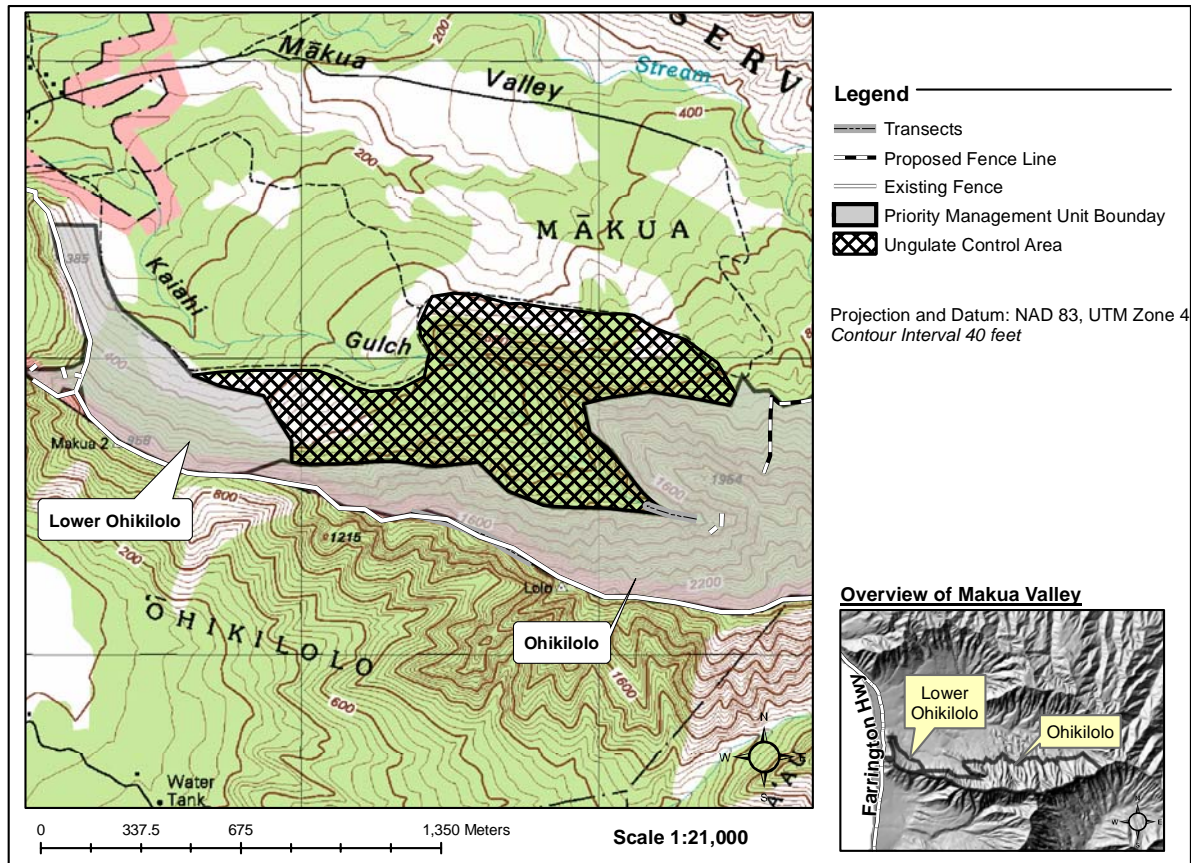 200
S E R V
Mākua
Valley
Stream
400
200
MĀKUA
385
Kaiahi
Gulch
400
Makua 2
958
Lower Ohikilolo
800
200
1215
1600
1600
1964
Lolo
2200
Ohikilolo
ŌHIKILOLO
1600
600
Water
Tank
N
W E
S
0 337.5 675 1,350 Meters
Scale 1:21,000
Legend
Transects
Proposed Fence Line
Existing Fence
Priority Management Unit Bounday
Ungulate Control Area
Projection and Datum: NAD 83, UTM Zone 4
Contour Interval 40 feet
Overview of Makua Valley
Farrington Hwy
Lower
Ohikilolo
Ohikilolo
N
W E
S